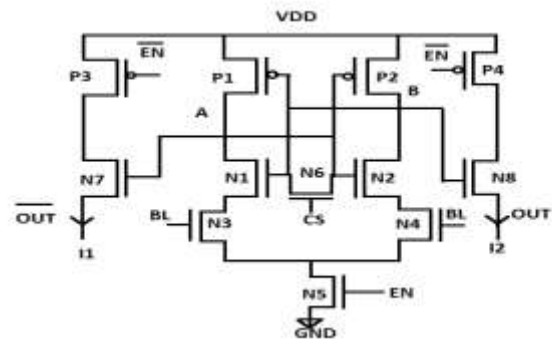 VDD
EN
P3
P1
P2
EN
P4
A
B
N7
N1
N6
N2
N8
OUT
BL
N3
CS
N4
BL
OUT
I1
I2
N5
EN
GND